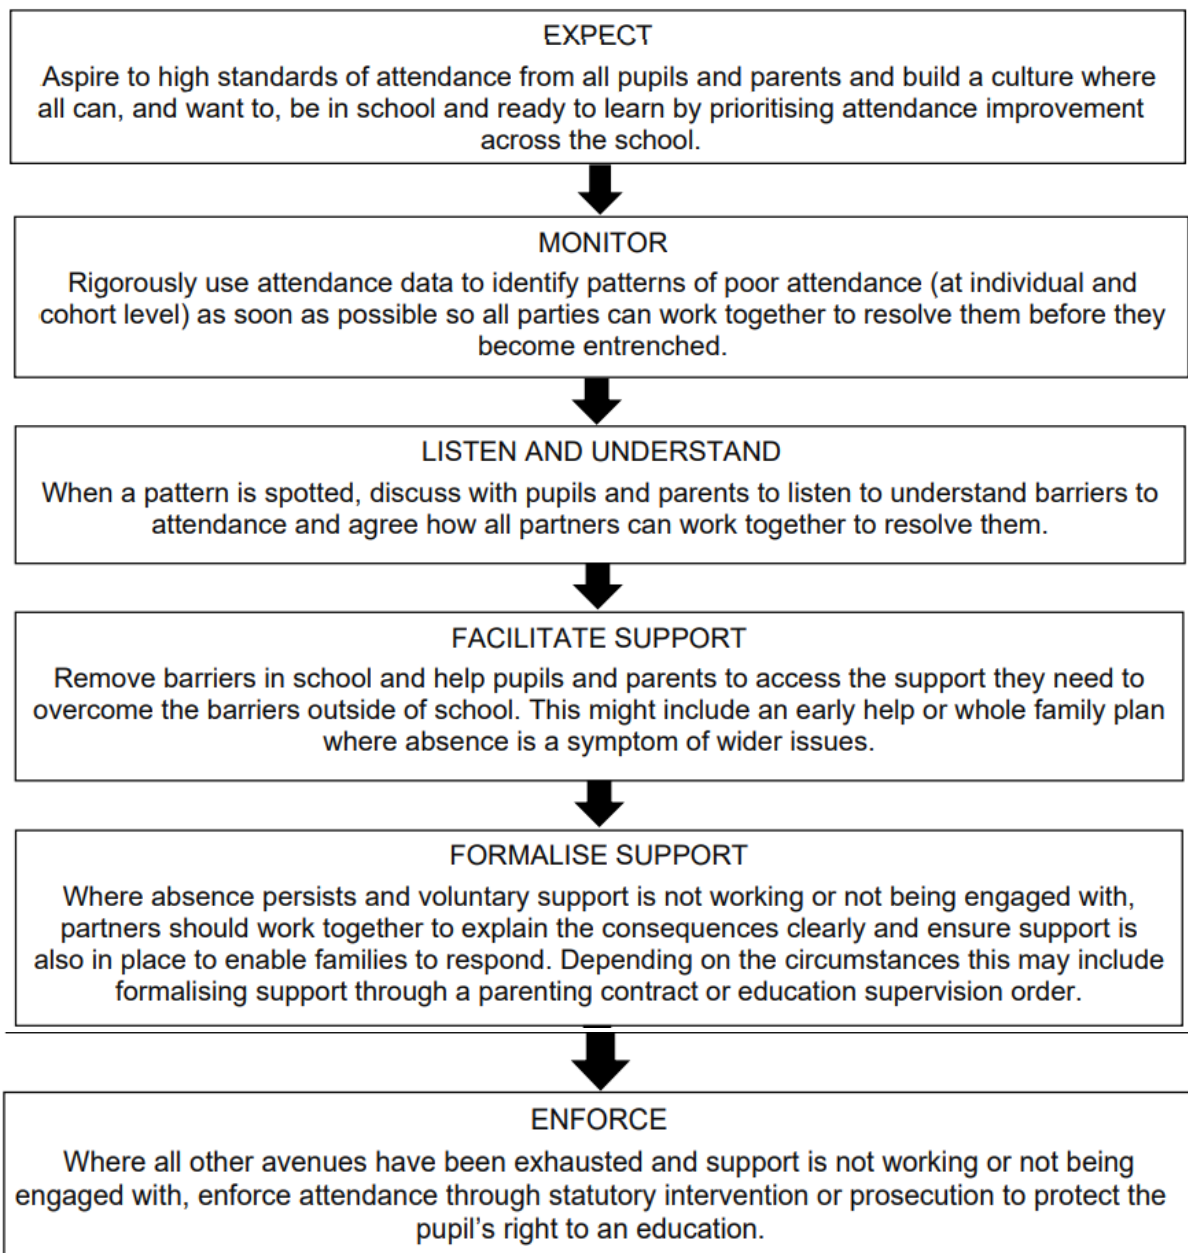 EXPECT
Aspire to high standards of attendance from all pupils and parents and build a culture where
all can, and want to, be in school and ready to learn by prioritising attendance improvement
across the school.
MONITOR
Rigorously use attendance data to identify patterns of poor attendance (at individual and
cohort level) as soon as possible so all parties can work together to resolve them before they
become entrenched.
LISTEN AND UNDERSTAND
When a pattern is spotted, discuss with pupils and parents to listen to understand barriers to
attendance and agree how all partners can work together to resolve them.
FACILITATE SUPPORT
Remove barriers in school and help pupils and parents to access the support they need to
overcome the barriers outside of school. This might include an early help or whole family plan
where absence is a symptom of wider issues.
FORMALISE SUPPORT
Where absence persists and voluntary support is not working or not being engaged with,
partners should work together to explain the consequences clearly and ensure support is
also in place to enable families to respond. Depending on the circumstances this may include
formalising support through a parenting contract or education supervision order.
ENFORCE
Where all other avenues have been exhausted and support is not working or not being
engaged with, enforce attendance through statutory intervention or prosecution to protect the
pupil's right to an education.